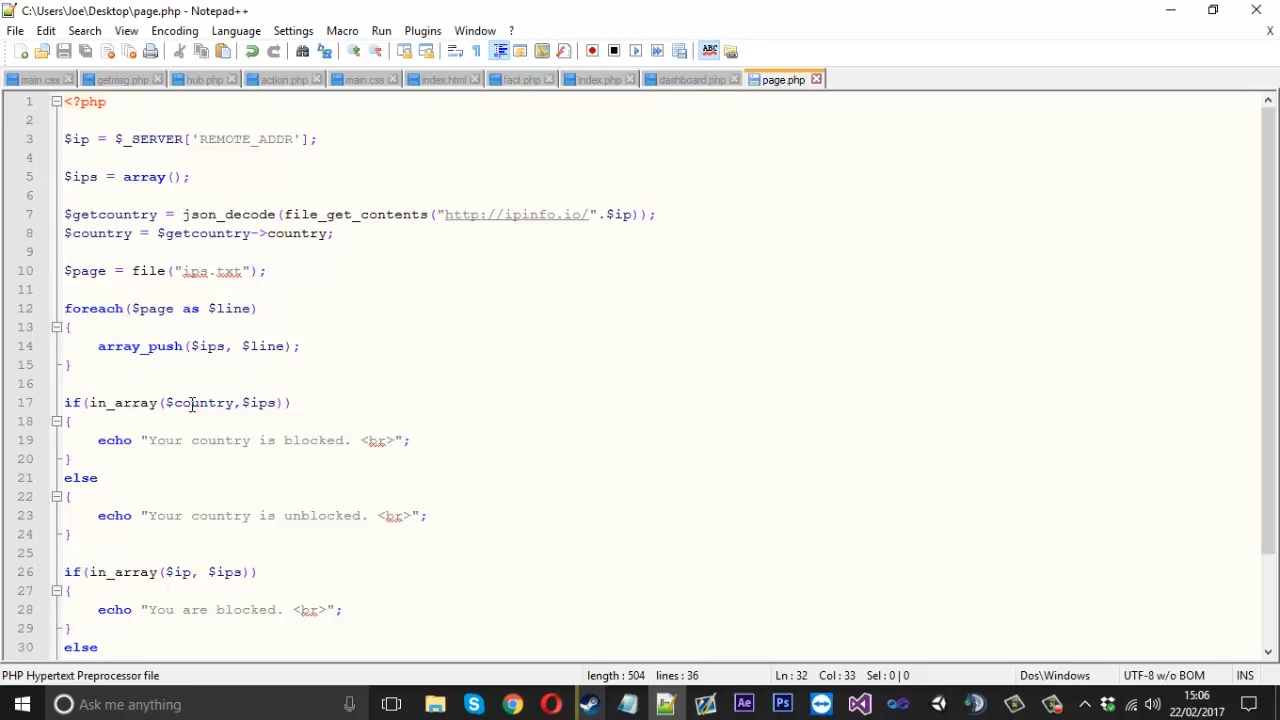 C:\Users\Joe\Desktop\page.php - Notepad++
File Edit Search View Encoding Language Settings Macro Run Plugins Window ? X
main.css getmsg.php hub.php action.php main.css index.html fact.php index.php dashboard.php page.php
1 <?php
2
3 $ip = $_SERVER['REMOTE_ADDR'];
4
5 $ips = array();
6
7 $getcountry = json_decode(file_get_contents("http://ipinfo.io/".$ip));
8 $country = $getcountry->country;
9
10 $page = file("ips.txt");
11
12 foreach($page as $line)
13 {
14 array_push($ips, $line);
15 }
16
17 if(in_array($country,$ips))
18 {
19 echo "Your country is blocked. <br>";
20 }
21 else
22 {
23 echo "Your country is unblocked. <br>";
24 }
25
26 if(in_array($ip, $ips))
27 {
28 echo "You are blocked. <br>";
29 }
30 else
PHP Hypertext Preprocessor file length : 504 lines : 36 Ln : 32 Col : 33 Sel : 0 | 0 Dos\Windows UTF-8 w/o BOM INS
Ask me anything
15:06
22/02/2017